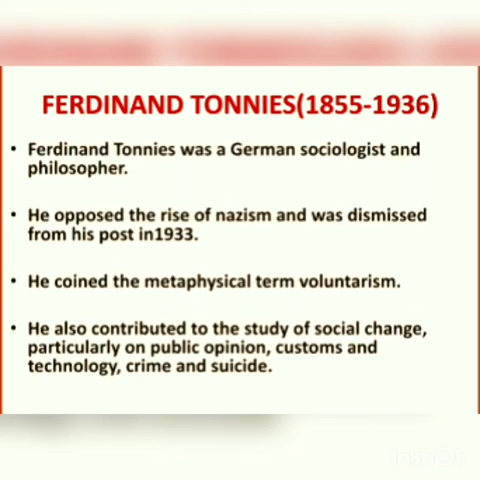 FERDINAND TONNIES(1855-1936)
• Ferdinand Tonnies was a German sociologist and
philosopher.
• He opposed the rise of nazism and was dismissed
from his post in1933.
• He coined the metaphysical term voluntarism.
• He also contributed to the study of social change,
particularly on public opinion, customs and
technology, crime and suicide.